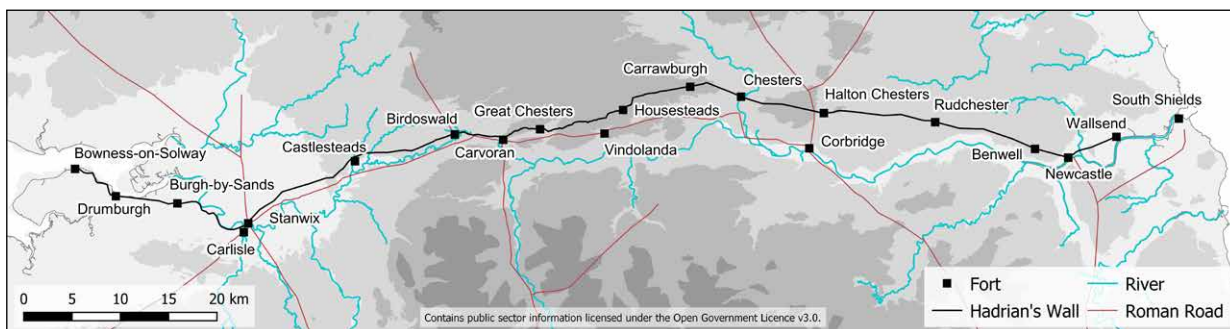 Carrawburgh
Chesters
Great Chesters
Housesteads
Halton Chesters
Rudchester
South Shields
Birdoswald
Wallsend
Castlesteads
Carvoran
Vindolanda
Corbridge
Benwell
Newcastle
Bowness-on-Solway
Burgh-by-Sands
Drumburgh
Stanwix
Carlisle
0 5 10 15 20 km
Contains public sector information licensed under the Open Government Licence v3.0.
Fort
River
Hadrian's Wall
Roman Road